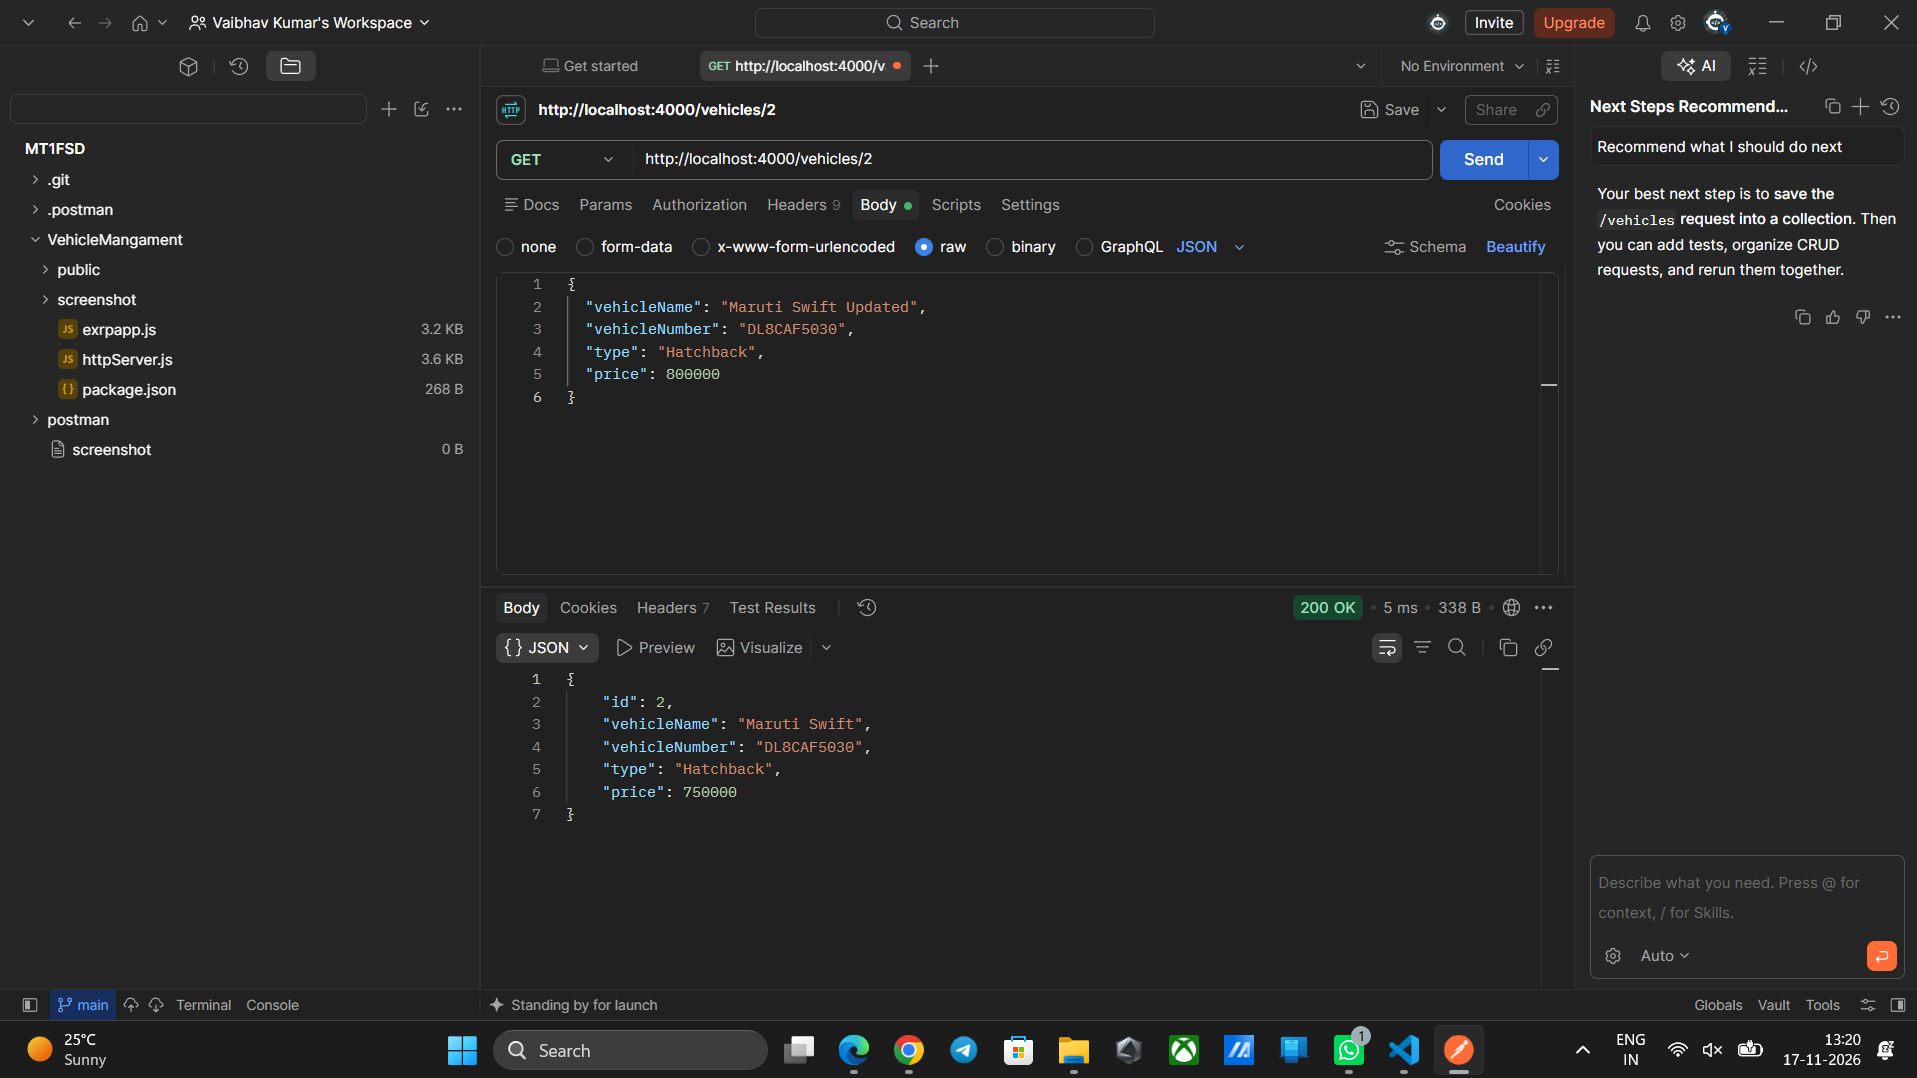 Vaibhav Kumar's Workspace
Search
Invite
Upgrade
Get started
GET http://localhost:4000/v
No Environment
AI
http://localhost:4000/vehicles/2
Save
Share
Next Steps Recommend...
MT1FSD
GET
http://localhost:4000/vehicles/2
Send
Recommend what I should do next
.git
.postman
VehicleMangament
public
screenshot
exrpapp.js 3.2 KB
httpServer.js 3.6 KB
package.json 268 B
postman
screenshot 0 B
Docs Params Authorization Headers 9 Body Scripts Settings Cookies
none form-data x-www-form-urlencoded raw binary GraphQL JSON Schema Beautify
1 {
2 "vehicleName": "Maruti Swift Updated",
3 "vehicleNumber": "DL8CAF5030",
4 "type": "Hatchback",
5 "price": 800000
6 }
Your best next step is to save the
/vehicles request into a collection. Then
you can add tests, organize CRUD
requests, and rerun them together.
Body Cookies Headers 7 Test Results
200 OK • 5 ms • 338 B •
{} JSON Preview Visualize
1 {
2 "id": 2,
3 "vehicleName": "Maruti Swift",
4 "vehicleNumber": "DL8CAF5030",
5 "type": "Hatchback",
6 "price": 750000
7 }
Describe what you need. Press @ for
context, / for Skills.
Auto
main
Terminal Console
Standing by for launch
Globals Vault Tools
25°C
Sunny
Search
1
ENG
IN
13:20
17-11-2026